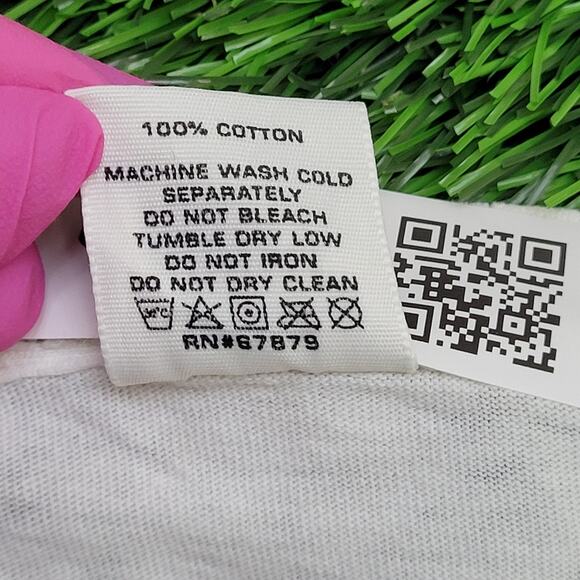 100% COTTON
MACHINE WASH COLD
SEPARATELY
DO NOT BLEACH
TUMBLE DRY LOW
DO NOT IRON
DO NOT DRY CLEAN
RN#67879